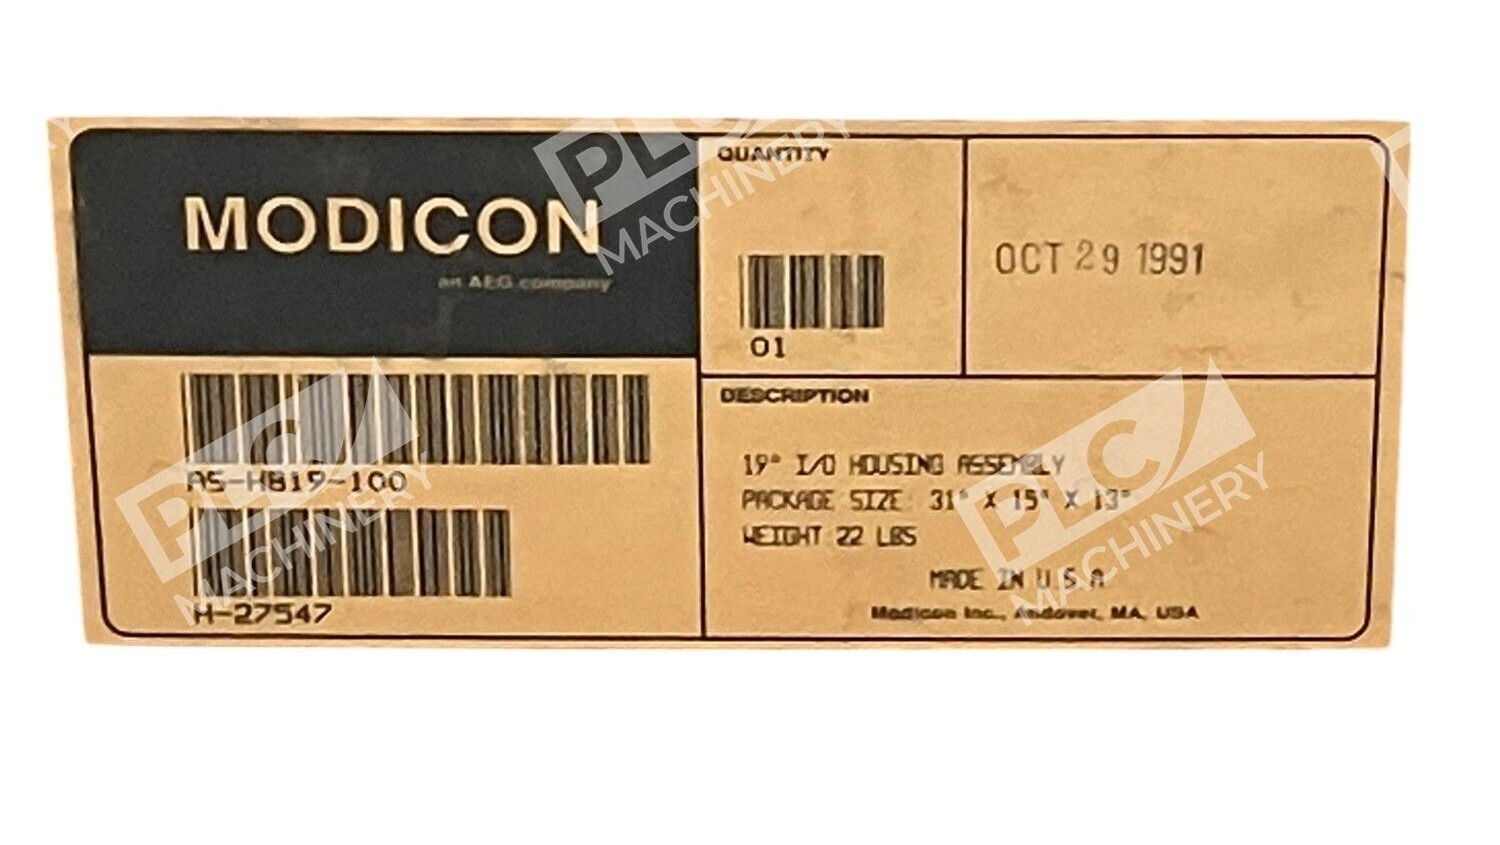 MODICON
an AEG company
QUANTITY
01
OCT 29 1991
AS-H819-100
H-27547
DESCRIPTION
19" I/O HOUSING ASSEMBLY
PACKAGE SIZE: 31" X 15" X 13"
WEIGHT 22 LBS
MADE IN U.S.A
Modicon Inc., Andover, MA, USA
PLC
MACHINERY
PLC
MACHINERY
PLC
MACHINERY